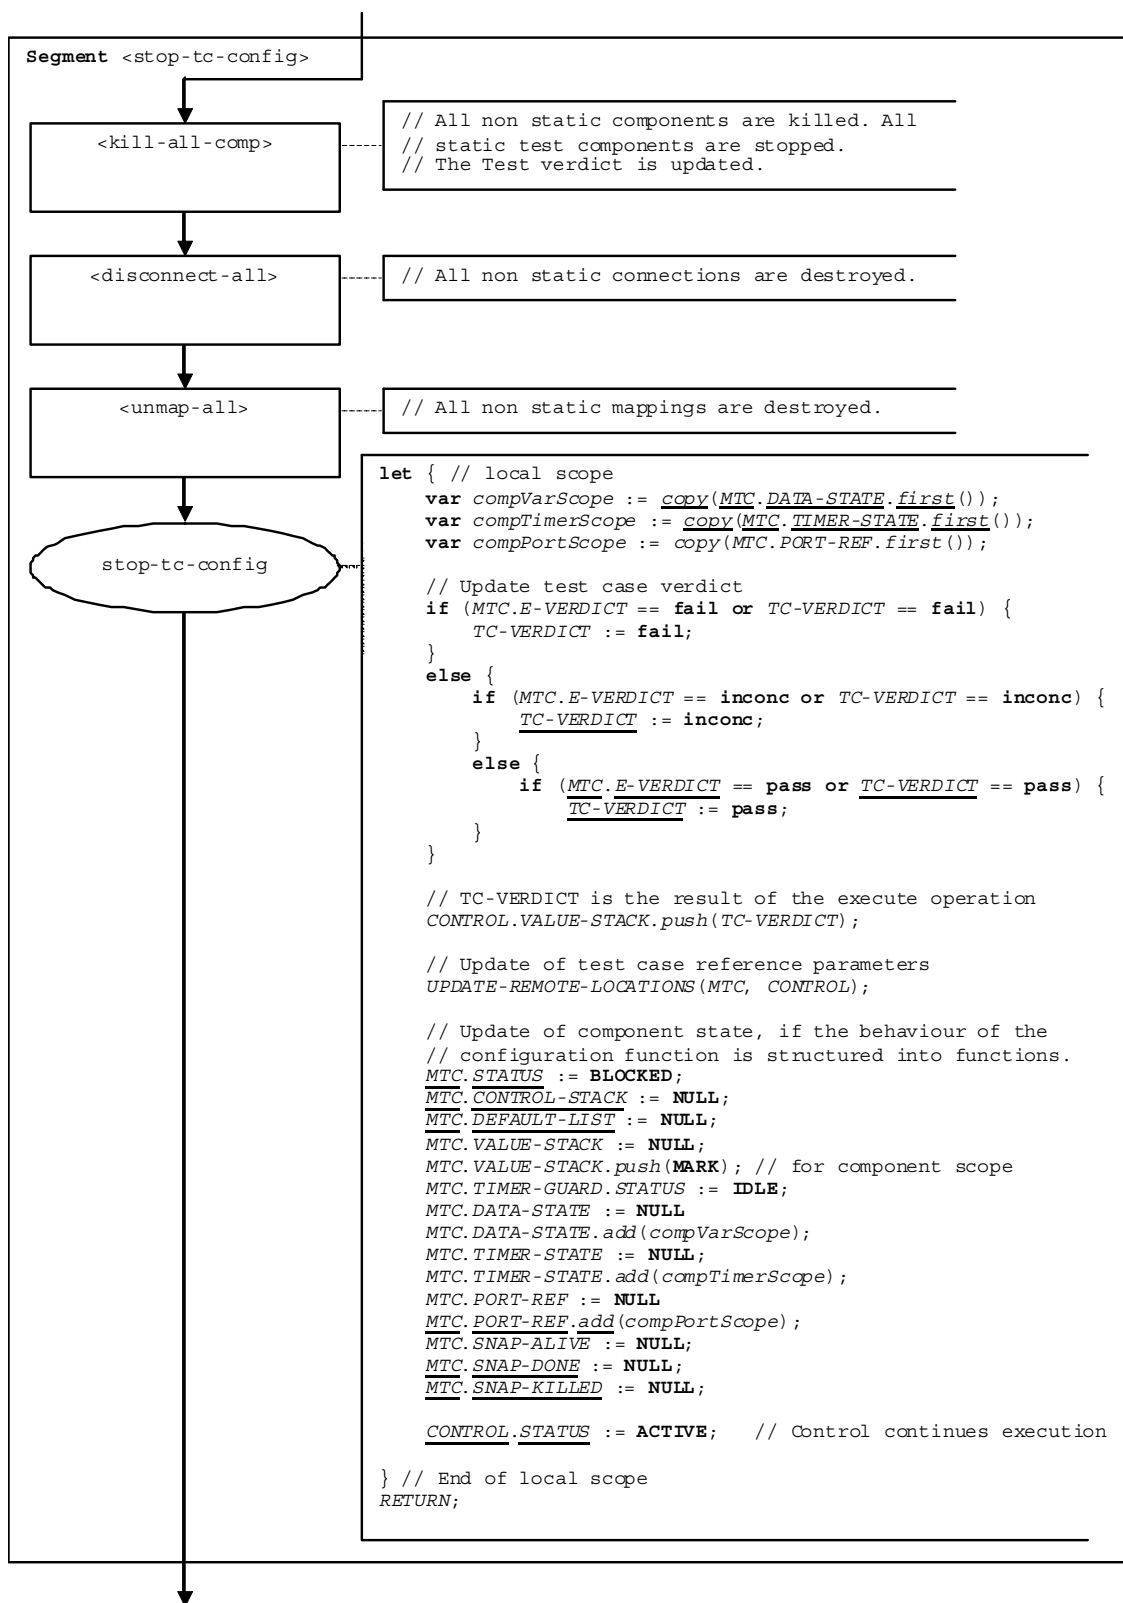 Segment <stop-tc-config>
<kill-all-comp>
// All non static components are killed. All
// static test components are stopped.
// The Test verdict is updated.
<disconnect-all>
// All non static connections are destroyed.
<unmap-all>
// All non static mappings are destroyed.
stop-tc-config
let { // local scope
var compVarScope := copy(MTC.DATA-STATE.first());
var compTimerScope := copy(MTC.TIMER-STATE.first());
var compPortScope := copy(MTC.PORT-REF.first());
// Update test case verdict
if (MTC.E-VERDICT == fail or TC-VERDICT == fail) {
TC-VERDICT := fail;
}
else {
if (MTC.E-VERDICT == inconc or TC-VERDICT == inconc) {
TC-VERDICT := inconc;
}
else {
if (MTC.E-VERDICT == pass or TC-VERDICT == pass) {
TC-VERDICT := pass;
}
}
// TC-VERDICT is the result of the execute operation
CONTROL.VALUE-STACK.push(TC-VERDICT);
// Update of test case reference parameters
UPDATE-REMOTE-LOCATIONS(MTC, CONTROL);
// Update of component state, if the behaviour of the
// configuration function is structured into functions.
MTC.STATUS := BLOCKED;
MTC.CONTROL-STACK := NULL;
MTC.DEFAULT-LIST := NULL;
MTC.VALUE-STACK := NULL;
MTC.VALUE-STACK.push(MARK); // for component scope
MTC.TIMER-GUARD.STATUS := IDLE;
MTC.DATA-STATE := NULL
MTC.DATA-STATE.add(compVarScope);
MTC.TIMER-STATE := NULL;
MTC.TIMER-STATE.add(compTimerScope);
MTC.PORT-REF := NULL
MTC.PORT-REF.add(compPortScope);
MTC.SNAP-ALIVE := NULL;
MTC.SNAP-DONE := NULL;
MTC.SNAP-KILLED := NULL;
CONTROL.STATUS := ACTIVE; // Control continues execution
} // End of local scope
RETURN;